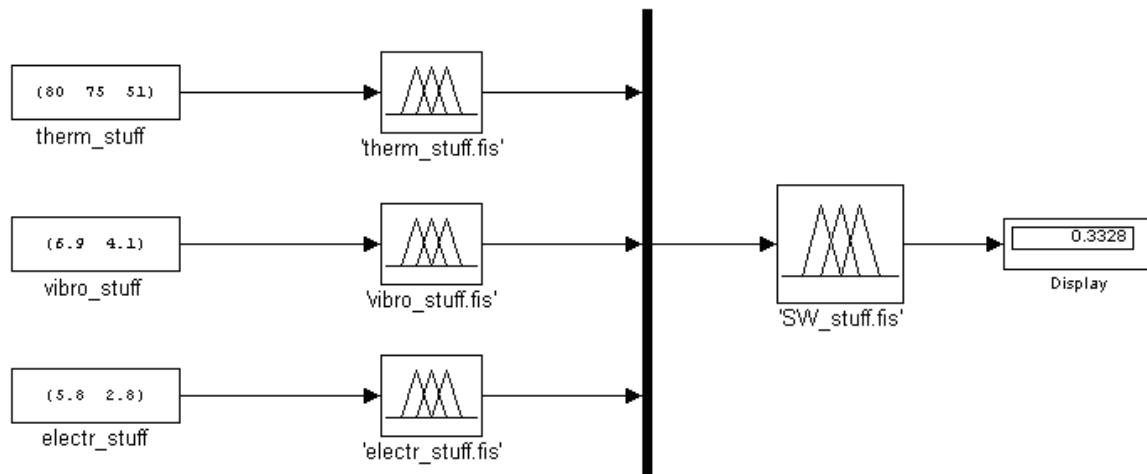 (80 75 51)
therm_stuff
'therm_stuff.fis'
(6.9 4.1)
vibro_stuff
'vibro_stuff.fis'
'SW_stuff.fis'
0.3328
Display
(5.8 2.8)
electr_stuff
'electr_stuff.fis'